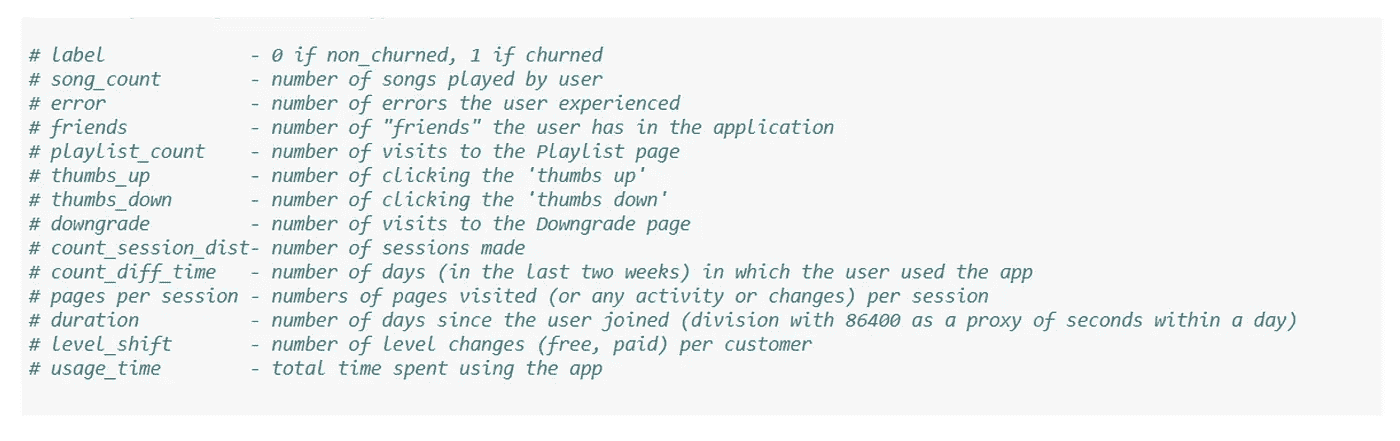 # label - 0 if non_churned, 1 if churned
# song_count - number of songs played by user
# error - number of errors the user experienced
# friends - number of "friends" the user has in the application
# playlist_count - number of visits to the Playlist page
# thumbs_up - number of clicking the 'thumbs up'
# thumbs_down - number of clicking the 'thumbs down'
# downgrade - number of visits to the Downgrade page
# count_session_dist- number of sessions made
# count_diff_time - number of days (in the last two weeks) in which the user used the app
# pages per session - numbers of pages visited (or any activity or changes) per session
# duration - number of days since the user joined (division with 86400 as a proxy of seconds within a day)
# level_shift - number of level changes (free, paid) per customer
# usage_time - total time spent using the app